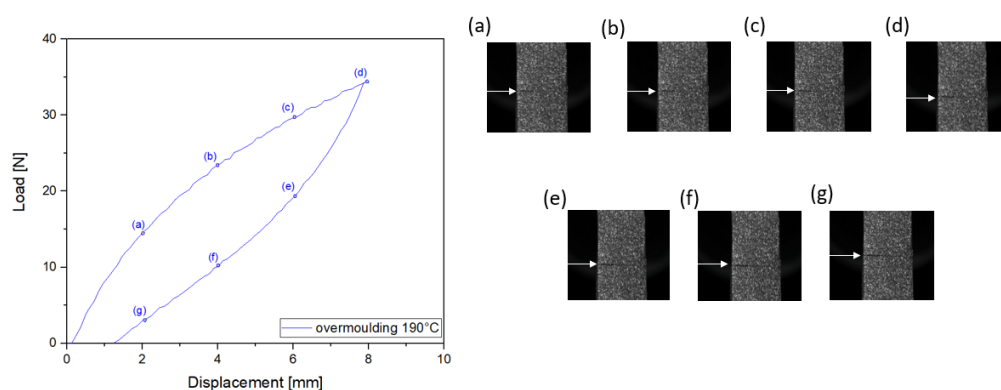 40
30
20
10
0
Load [N]
(a)
(b)
(c)
(d)
(e)
(f)
(g)
overmoulding 190°C
0
2
4
6
8
10
Displacement [mm]
(a)
(b)
(c)
(d)
(e)
(f)
(g)